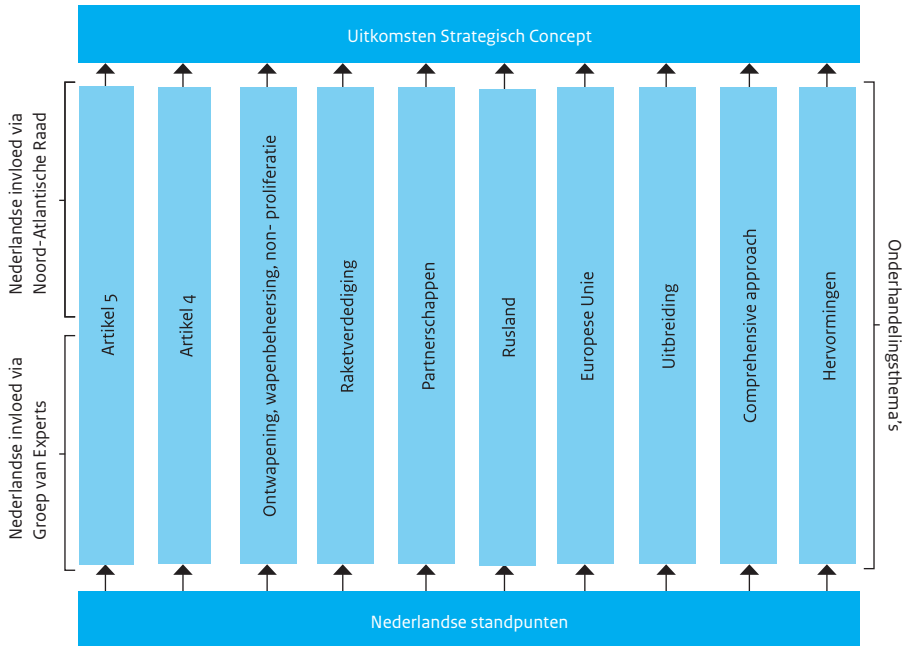 Uitkomsten Strategisch Concept
Nederlandse invloed via
Noord-Atlantische Raad
Nederlandse invloed via
Groep van Experts
Artikel 5
Artikel 4
Ontwapening, wapenbeheersing, non- proliferatie
Raketverdediging
Partnerschappen
Rusland
Europese Unie
Uitbreiding
Comprehensive approach
Hervormingen
Onderhandelingsthema's
Nederlandse standpunten